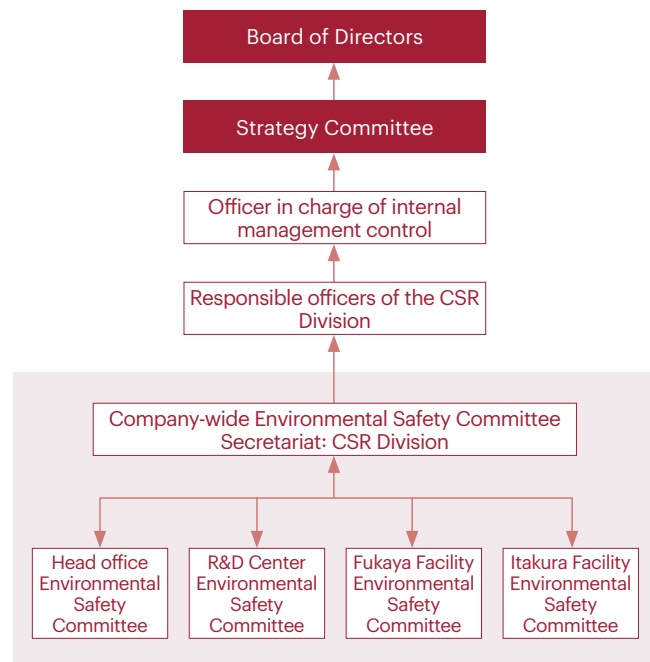 Board of Directors
Strategy Committee
Officer in charge of internal
management control
Responsible officers of the CSR
Division
Company-wide Environmental Safety Committee
Secretariat: CSR Division
Head office
Environmental
Safety
Committee
R&D Center
Environmental
Safety
Committee
Fukaya Facility
Environmental
Safety
Committee
Itakura Facility
Environmental
Safety
Committee